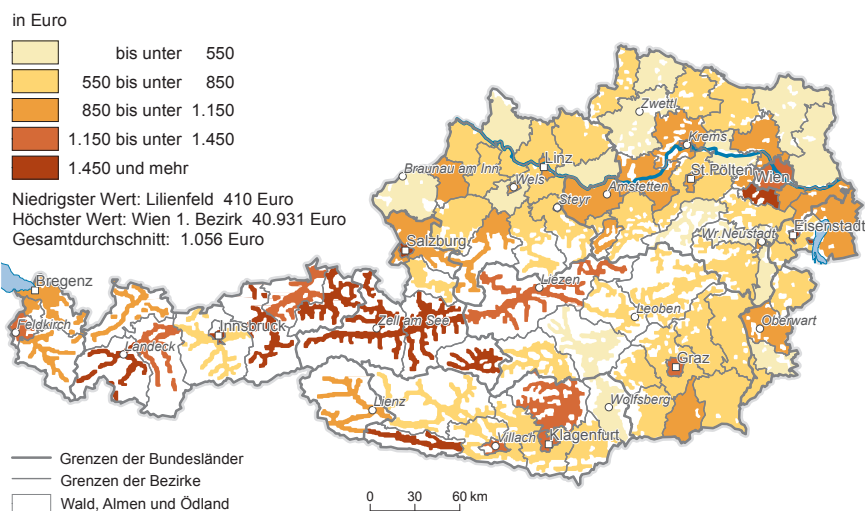 in Euro
bis unter 550
550 bis unter 850
850 bis unter 1.150
1.150 bis unter 1.450
1.450 und mehr
Niedrigster Wert: Lilienfeld 410 Euro
Höchster Wert: Wien 1. Bezirk 40.931 Euro
Gesamtdurchschnitt: 1.056 Euro
Zwettl
Krems
Linz
Braunau am Inn
Wels
St.Pölten
Wien
Amstetten
Steyr
Salzburg
Wr.Neustadt
Eisenstadt
Bregenz
Liezen
Leoben
Feldkirch
Innsbruck
Zell am See
Oberwart
Landeck
Graz
Lienz
Wolfsberg
Villach
Klagenfurt
Grenzen der Bundesländer
Grenzen der Bezirke
Wald, Almen und Ödland
0 30 60 km